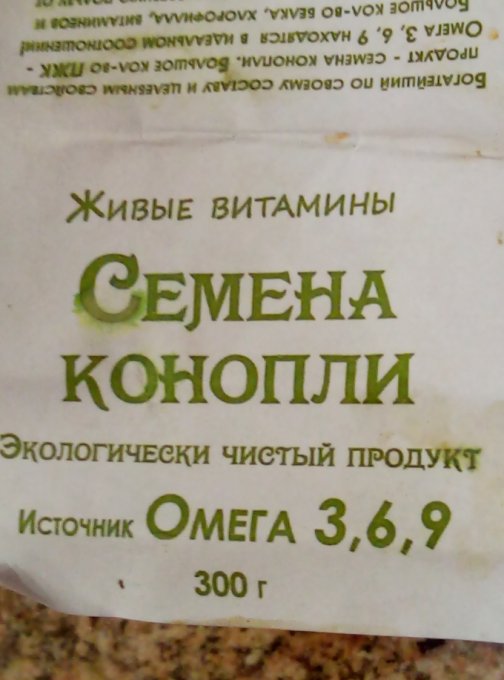 Богатейший по своему составу и целебным свойствам
продукт - семена конопли. Большое кол-во ПЖК -
Омега 3, 6, 9 находятся в идеальном соотношении!
Большое кол-во белка, хлорофилла, витаминов и
Живые витамины
Семена
конопли
Экологически чистый продукт
Источник Омега 3,6,9
300 г